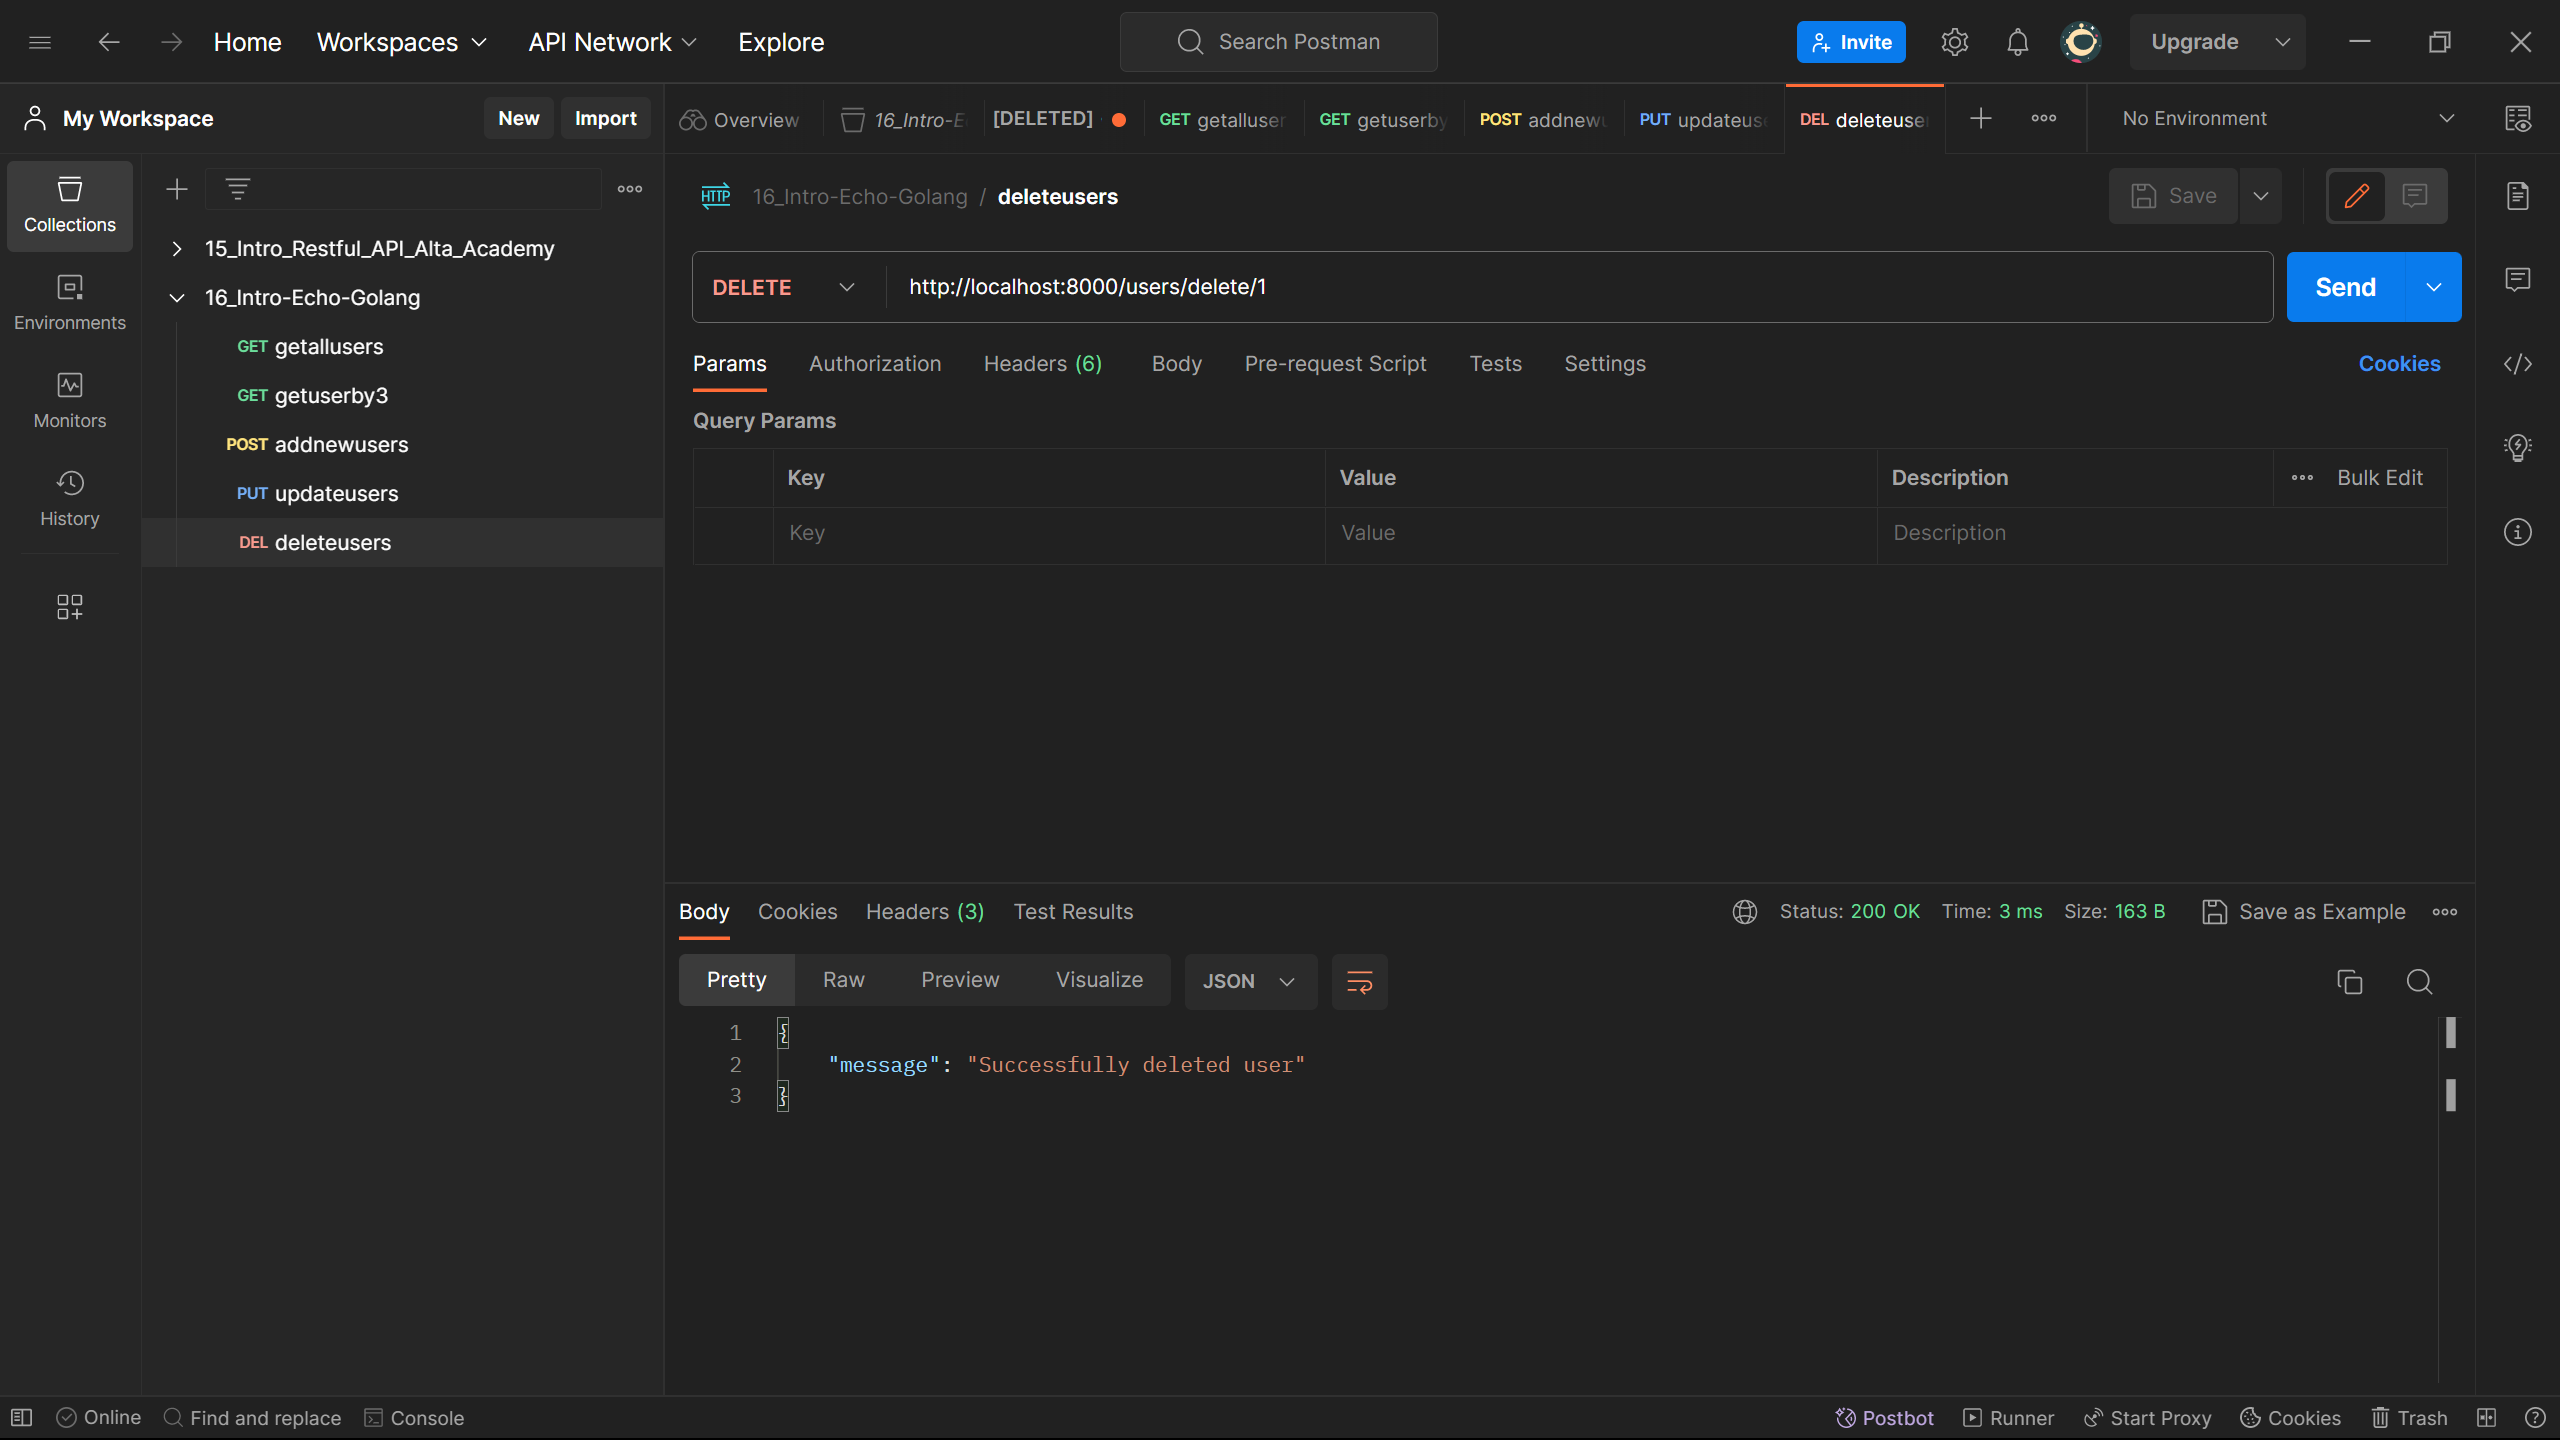 Home Workspaces API Network Explore Search Postman Invite Upgrade
My Workspace New Import Overview 16_Intro-E [DELETED] GET getalluser GET getuserby POST addnewu PUT updateus DEL deleteuse No Environment
Collections
Environments
Monitors
History
15_Intro_Restful_API_Alta_Academy
16_Intro-Echo-Golang
GET getallusers
GET getuserby3
POST addnewusers
PUT updateusers
DEL deleteusers
HTTP 16_Intro-Echo-Golang / deleteusers Save
DELETE http://localhost:8000/users/delete/1 Send
Params Authorization Headers (6) Body Pre-request Script Tests Settings Cookies
Query Params
Key Value Description Bulk Edit
Key Value Description
Body Cookies Headers (3) Test Results Status: 200 OK Time: 3 ms Size: 163 B Save as Example
Pretty Raw Preview Visualize JSON
1 {
2 "message": "Successfully deleted user"
3 }
Online Find and replace Console Postbot Runner Start Proxy Cookies Trash